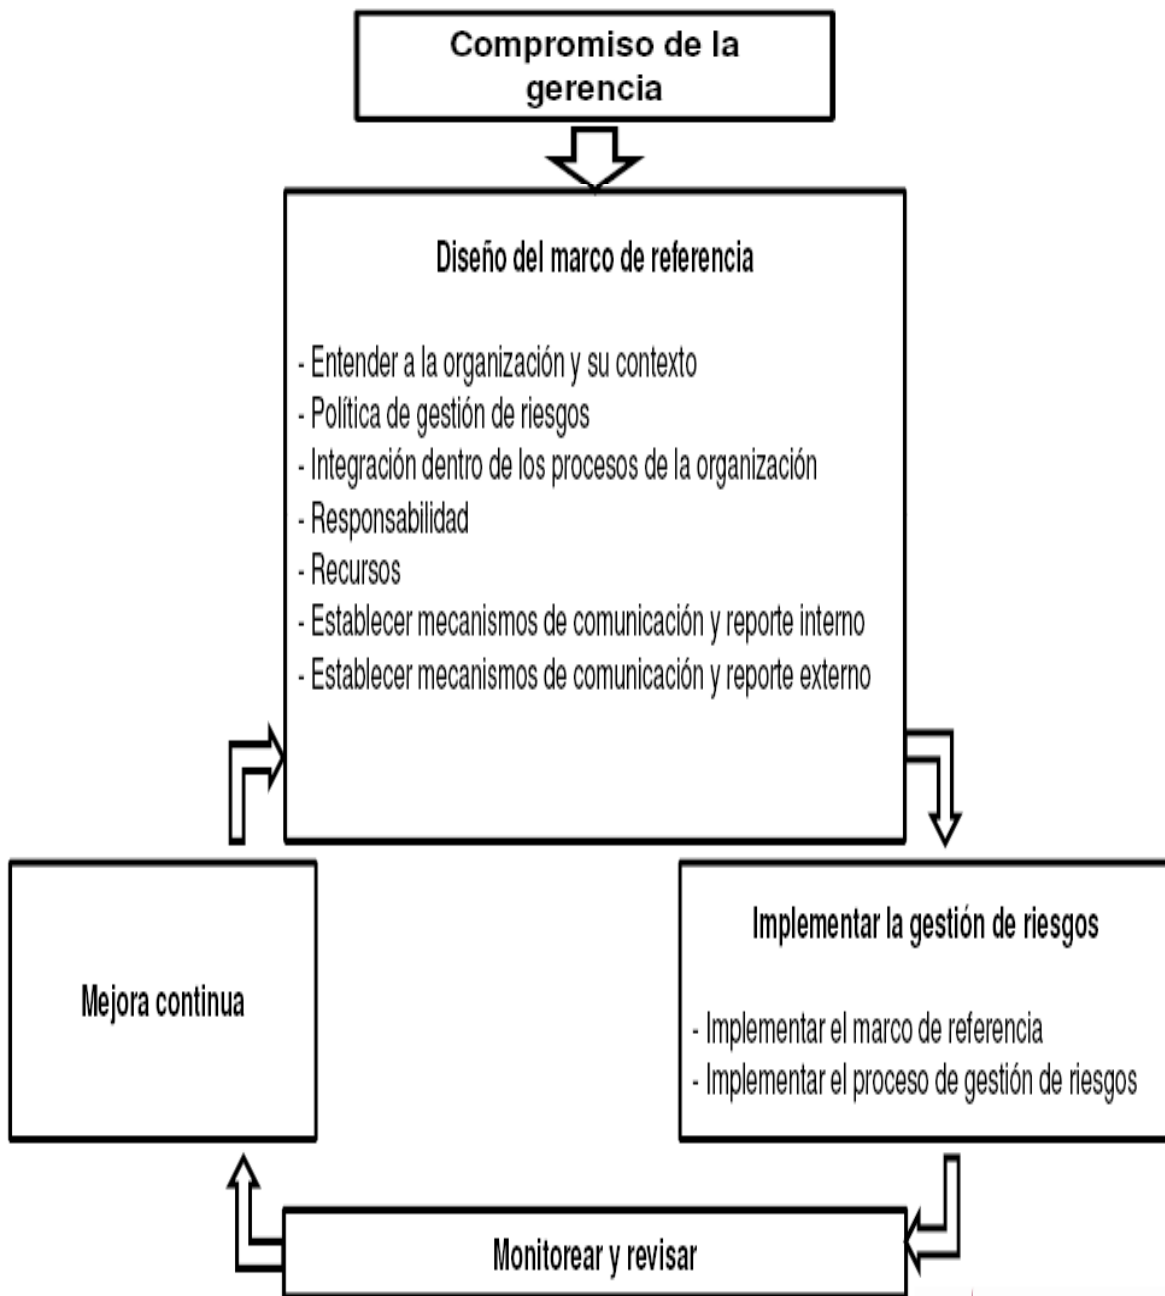 Compromiso de la
gerencia
Diseño del marco de referencia
- Entender a la organización y su contexto
- Política de gestión de riesgos
- Integración dentro de los procesos de la organización
- Responsabilidad
- Recursos
- Establecer mecanismos de comunicación y reporte interno
- Establecer mecanismos de comunicación y reporte externo
Mejora continua
Implementar la gestión de riesgos
- Implementar el marco de referencia
- Implementar el proceso de gestión de riesgos
Monitorear y revisar